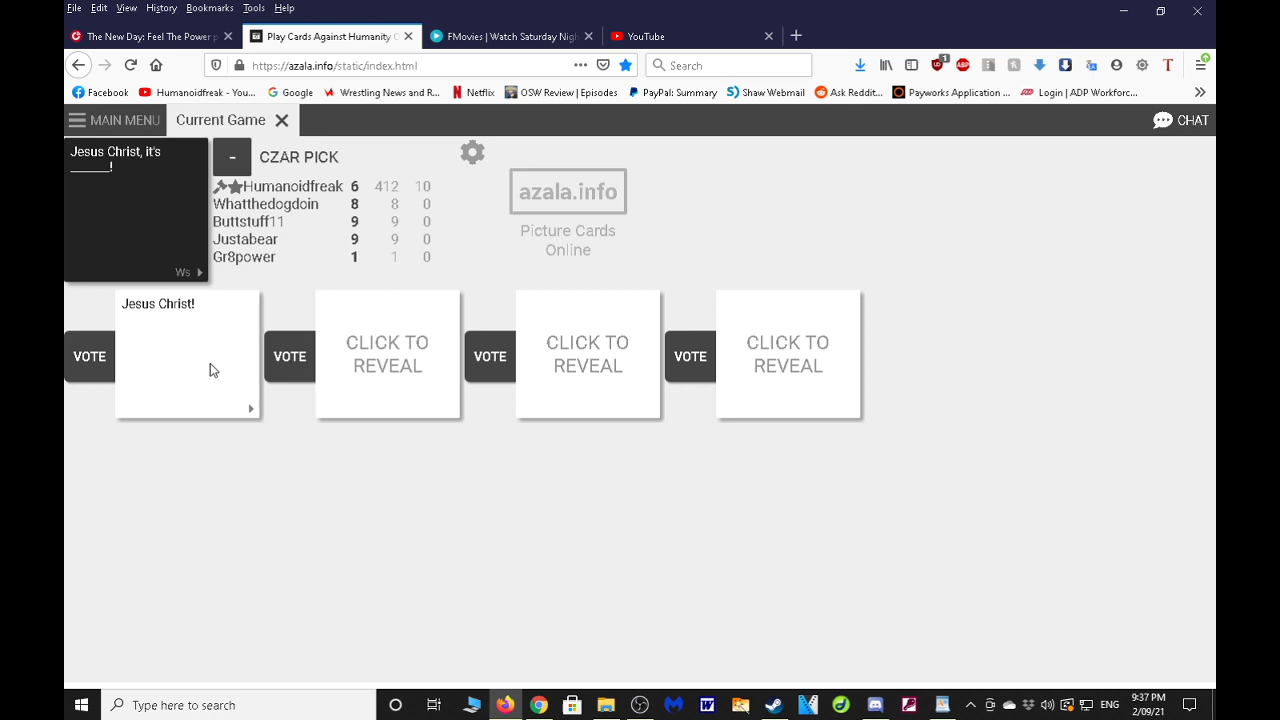 File Edit View History Bookmarks Tools Help
The New Day: Feel The Power p
Play Cards Against Humanity O
FMovies | Watch Saturday Nigh
YouTube
https://azala.info/static/index.html
Search
Facebook
Humanoidfreak - You...
Google
Wrestling News and R...
Netflix
OSW Review | Episodes
PayPal: Summary
Shaw Webmail
Ask Reddit...
Payworks Application ...
Login | ADP Workforc...
MAIN MENU
Current Game
CHAT
Jesus Christ, it's
______!
Ws
-
CZAR PICK
Humanoidfreak 6 412 10
Whatthedogdoin 8 8 0
Buttstuff11 9 9 0
Justabear 9 9 0
Gr8power 1 1 0
azala.info
Picture Cards
Online
VOTE
Jesus Christ!
VOTE
CLICK TO
REVEAL
VOTE
CLICK TO
REVEAL
VOTE
CLICK TO
REVEAL
Type here to search
ENG
9:37 PM
2/09/21